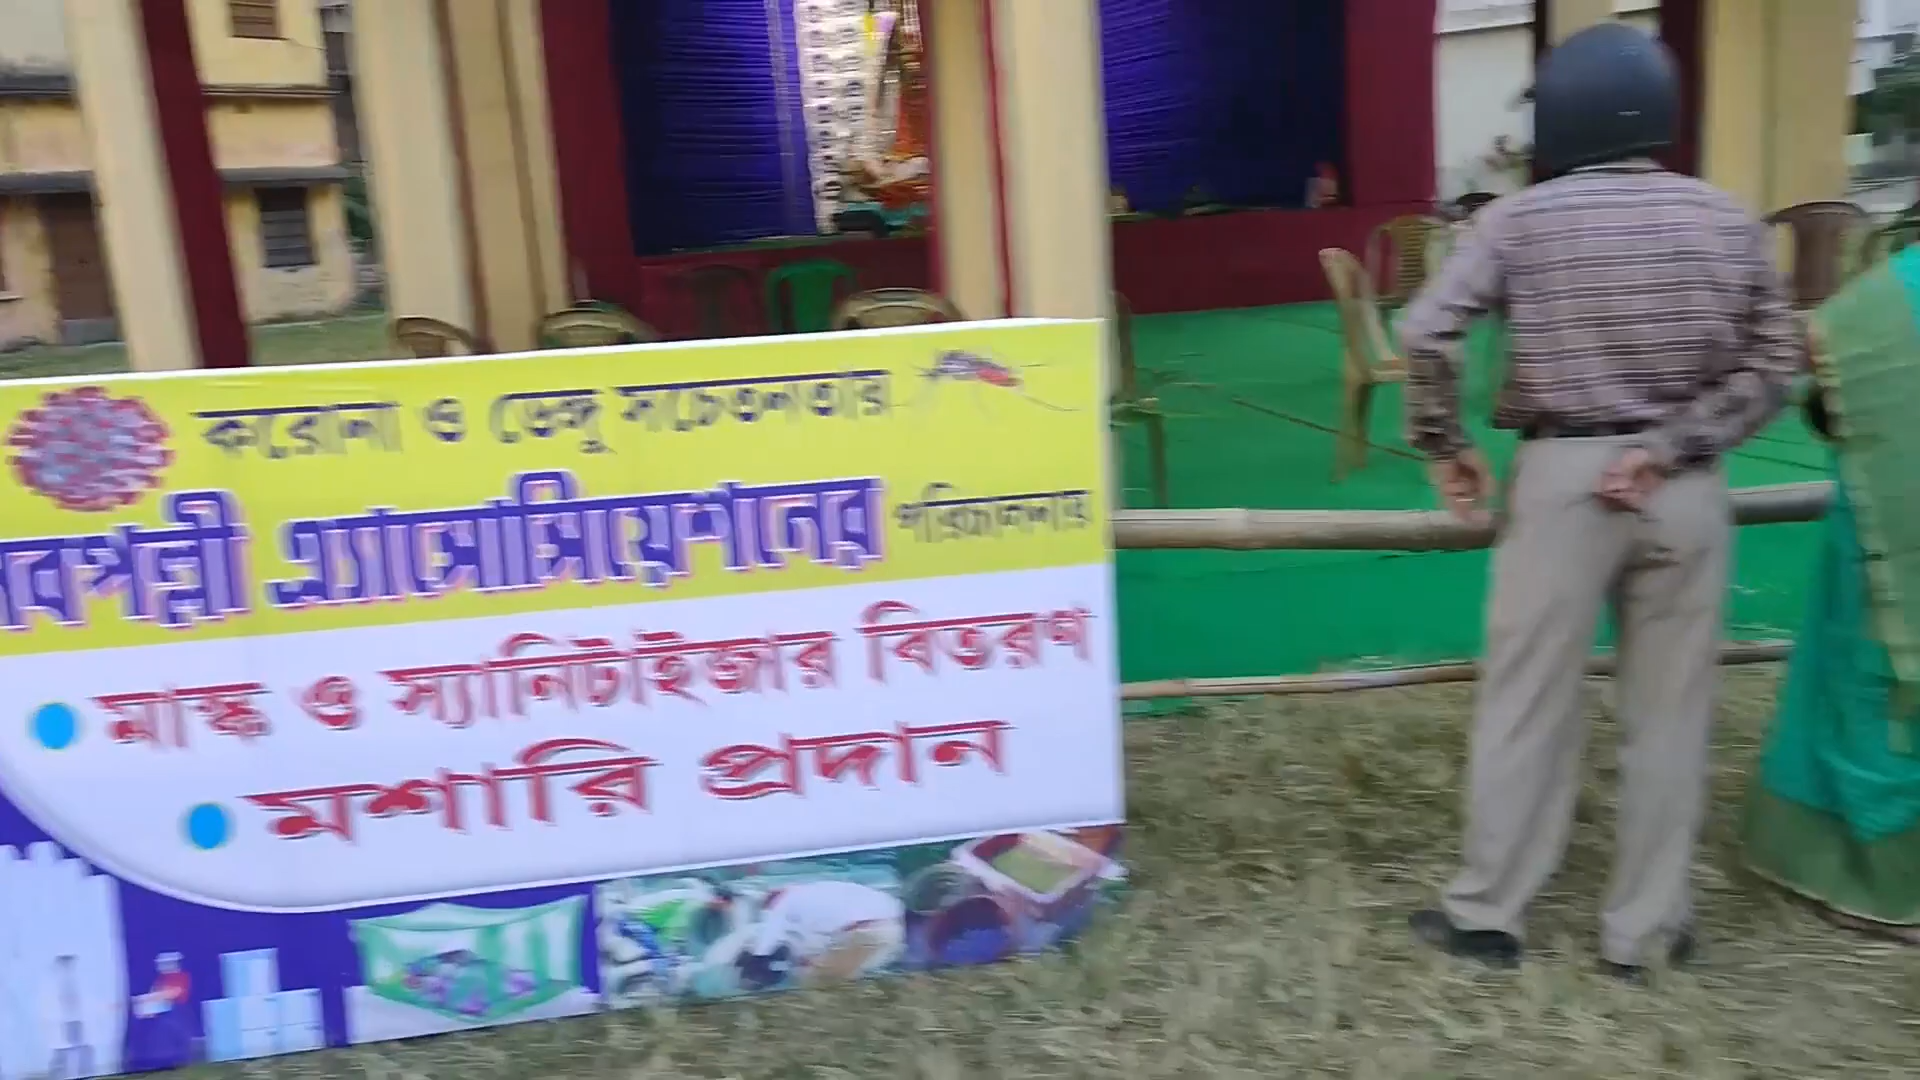 করোনা ও ডেঙ্গু সচেতনতার
এ্যাসোসিয়েশনের পরিচালনায়
• মাস্ক ও স্যানিটাইজার বিতরণ
• মশারি প্রদান